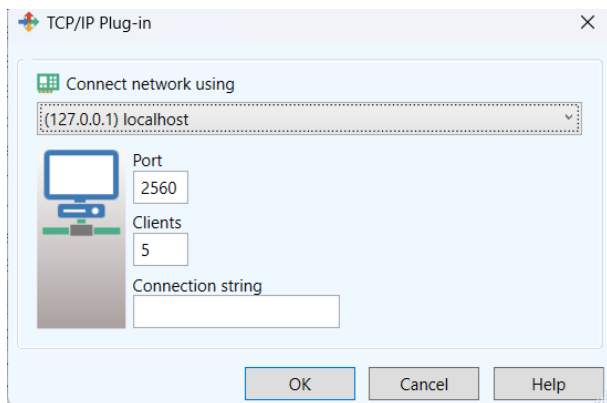 TCP/IP Plug-in
Connect network using
(127.0.0.1) localhost
Port
2560
Clients
5
Connection string
OK
Cancel
Help